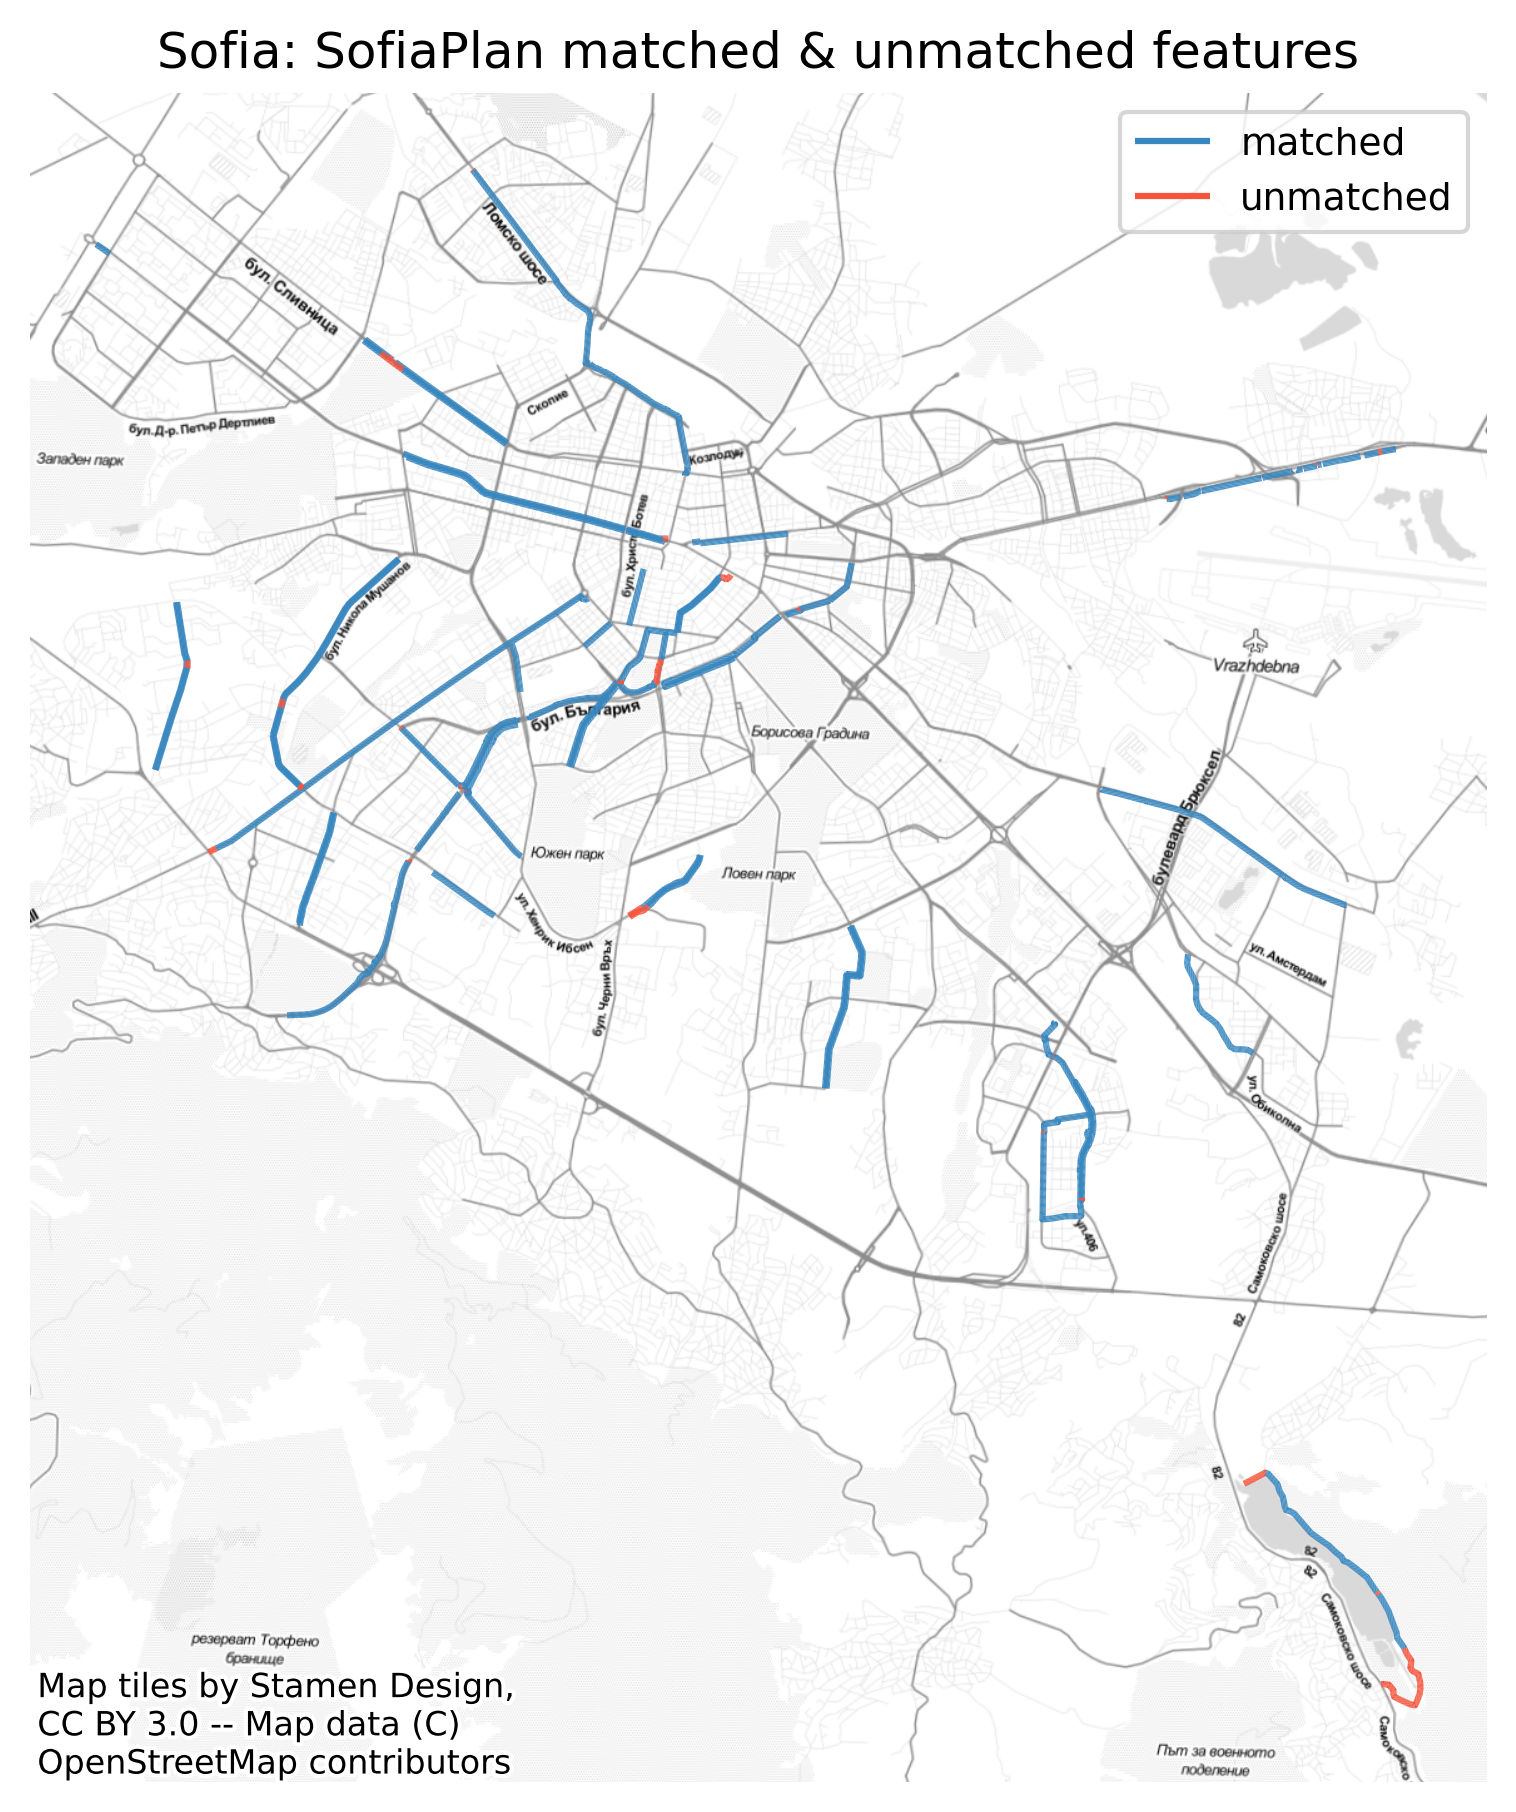 Sofia: SofiaPlan matched & unmatched features
matched
unmatched
Ломско шосе
бул. Сливница
Скопие
бул. Д-р. Петър Дертлиев
Западен парк
Козлодуй
бул. Христо Ботев
бул. Никола Мушанов
Vrazhdebna
бул. България
Борисова Градина
булевард Брюксел
Южен парк
Ловен парк
ул. Хенрик Ибсен
бул. Черни Връх
ул. Амстердам
ул. Обиколна
ул.406
Самоковско шосе
82
82
82
82
Самоковско шосе
Самоковско
резерват Торфено
бранище
Път за военното
поделение
Map tiles by Stamen Design,
CC BY 3.0 -- Map data (C)
OpenStreetMap contributors